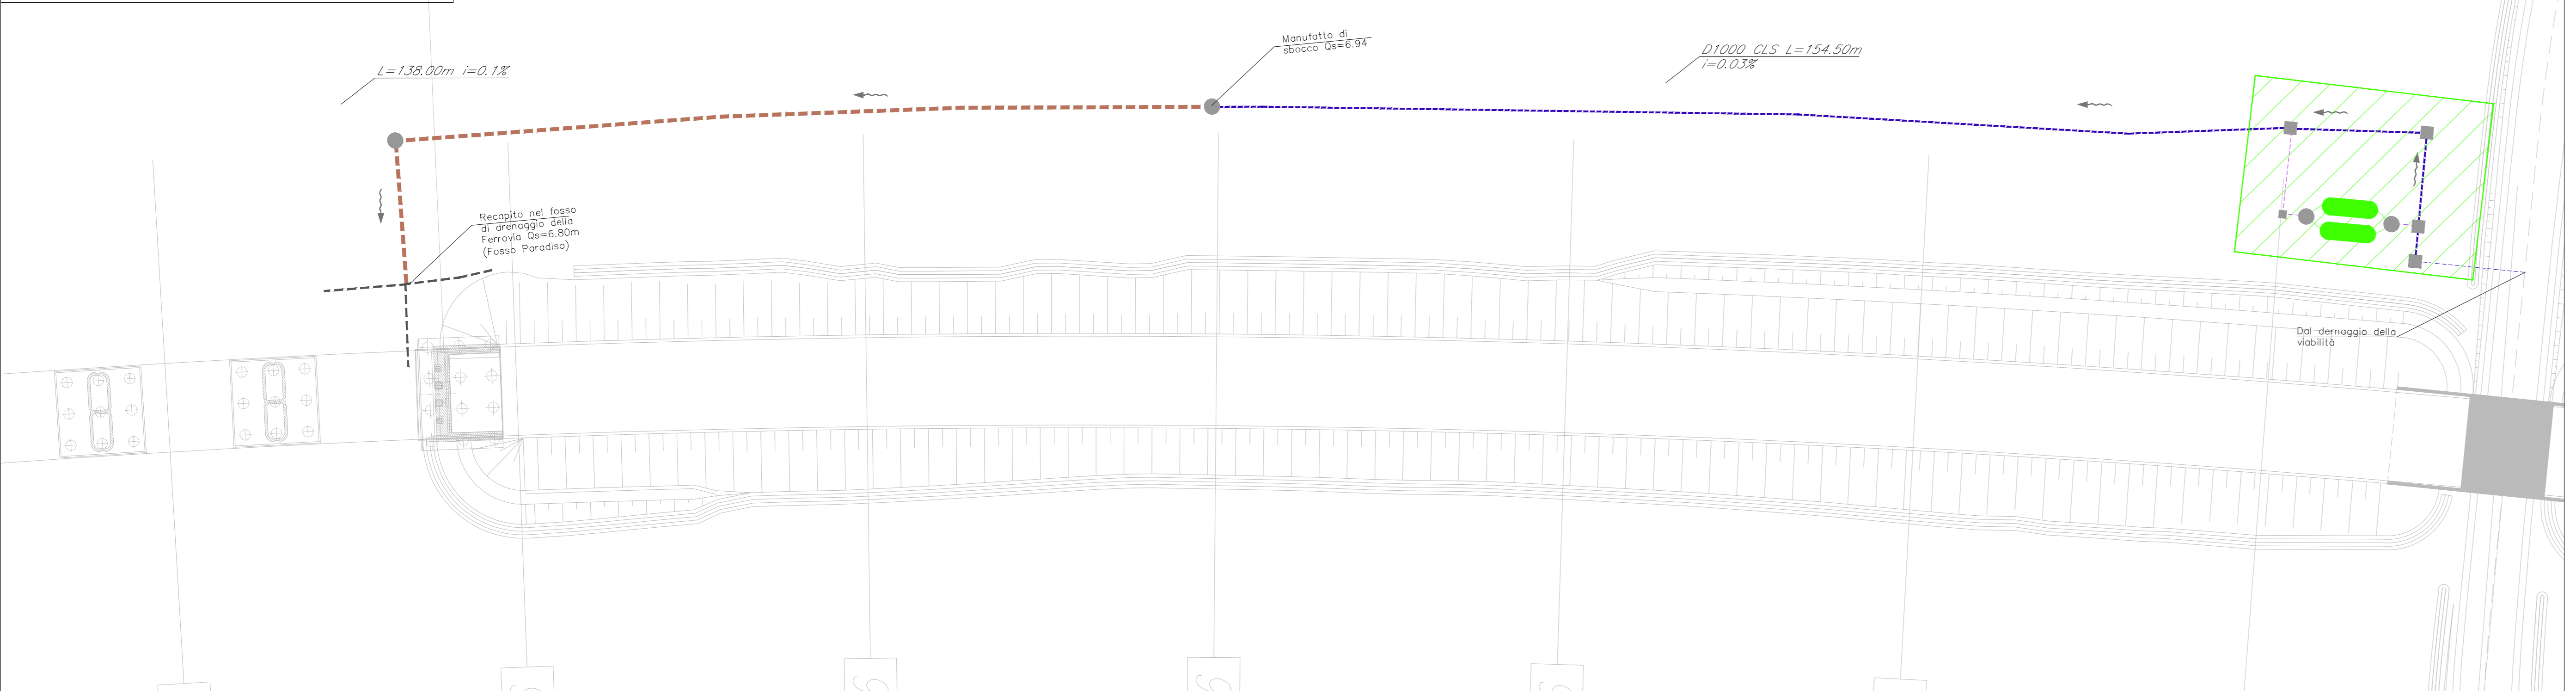 L=138.00m i=0.1%
Manufatto di
sbocco Qs=6.94
D1000 CLS L=154.50m
i=0.03%
Recapito nel fosso
di drenaggio della
Ferrovia Qs=6.80m
(Fosso Paradiso)
Dal dernaggio della
viabilità